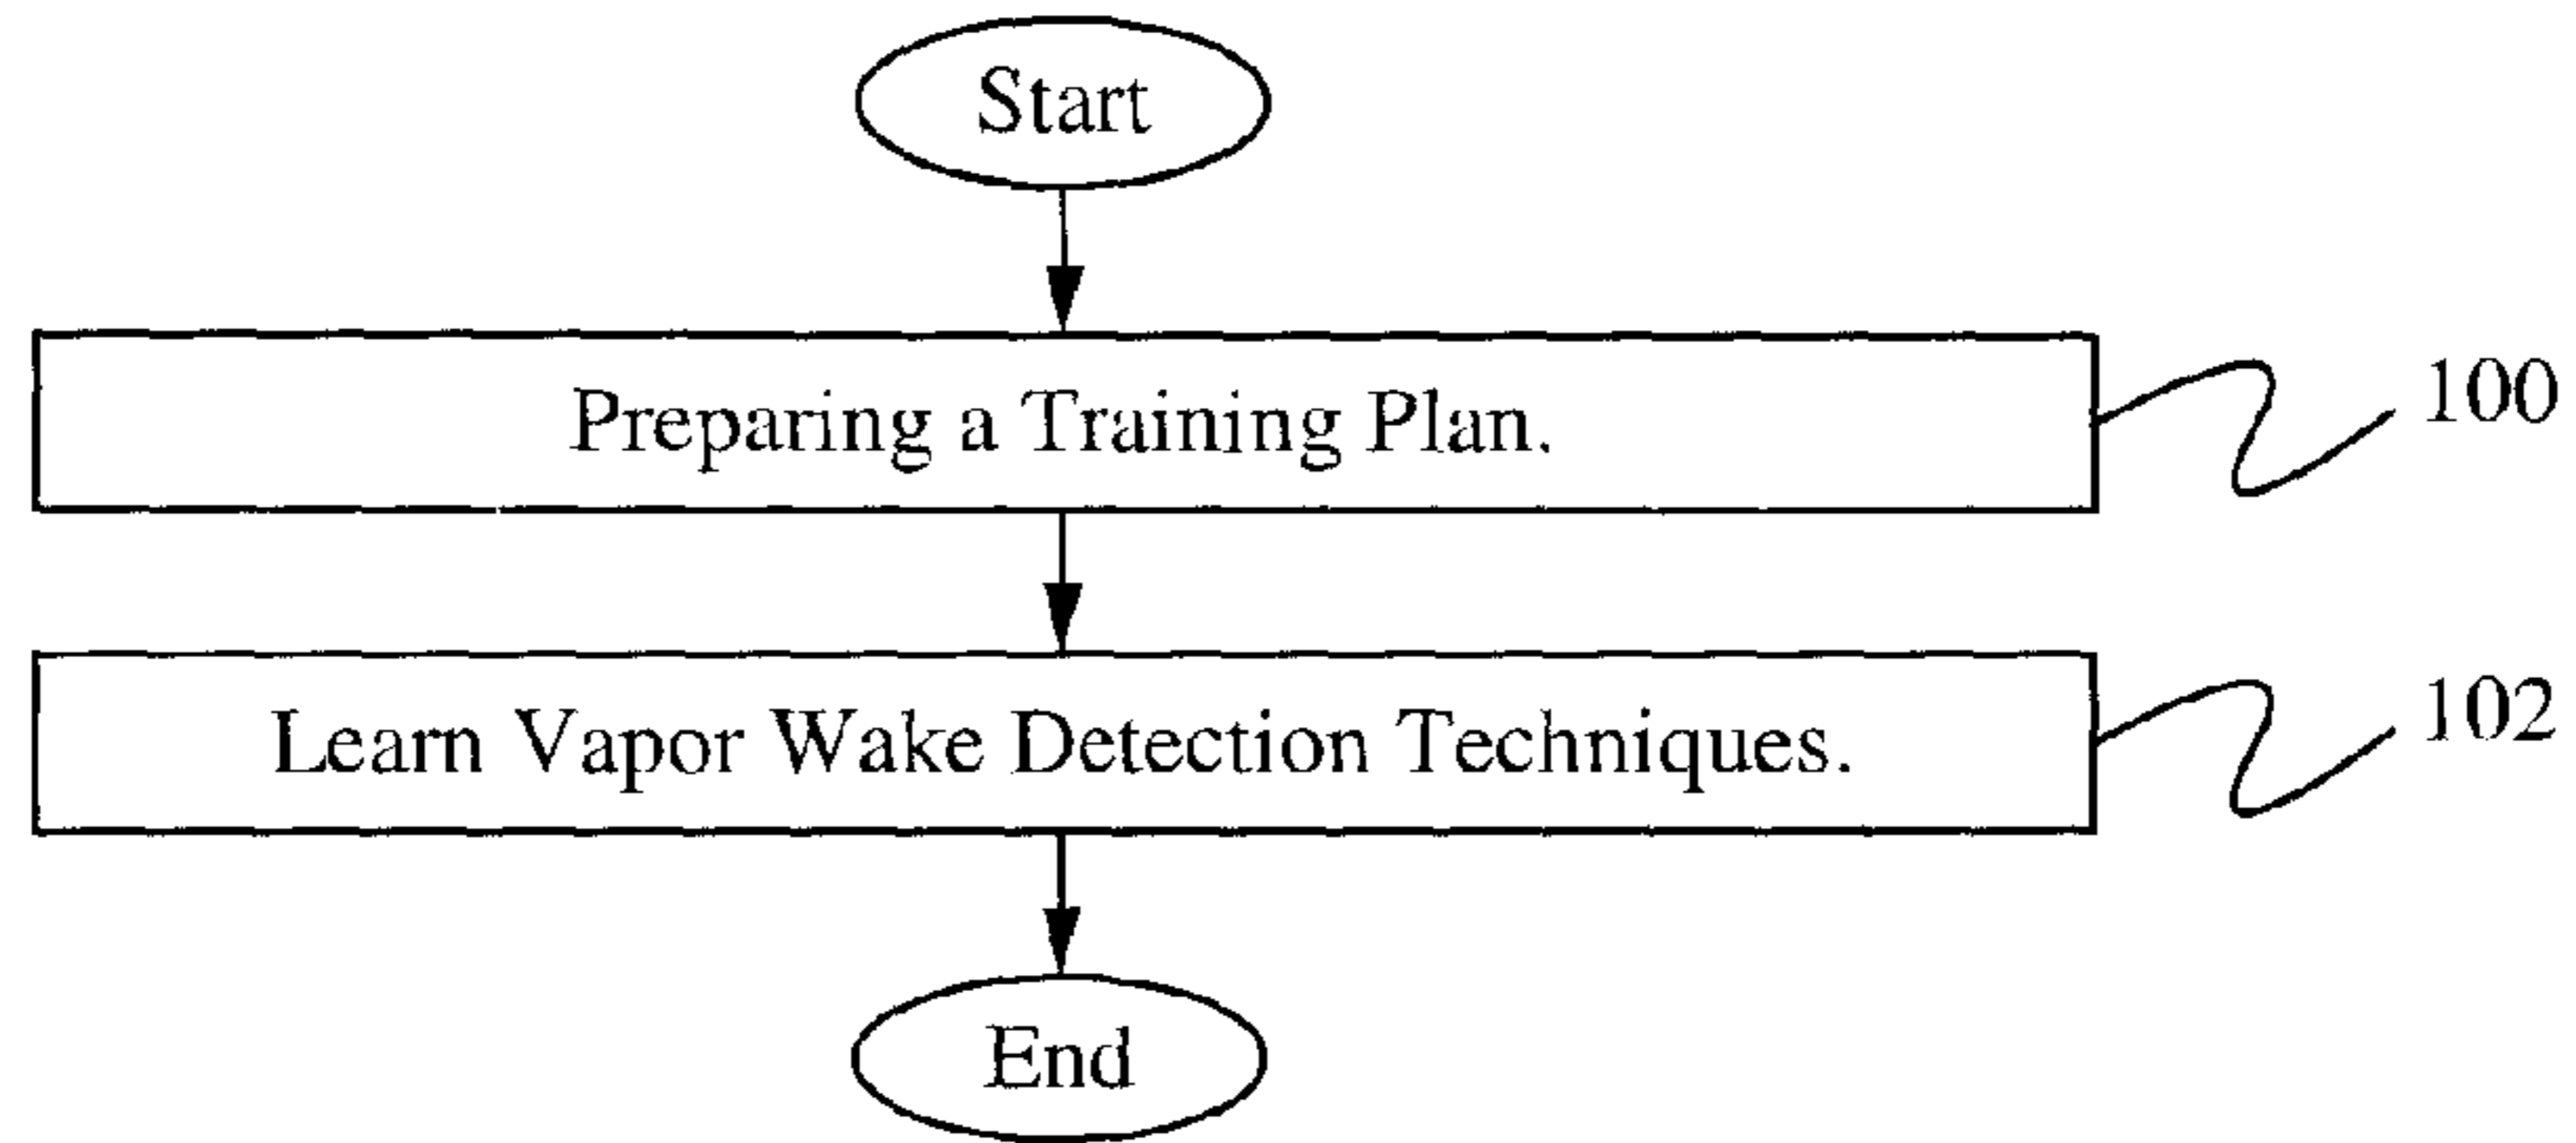 Start
Preparing a Training Plan.
100
Learn Vapor Wake Detection Techniques.
102
End